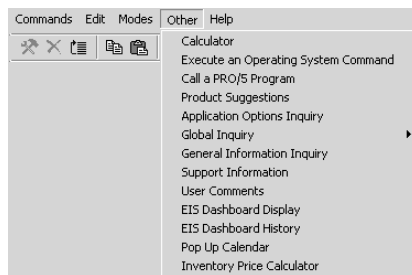 Commands Edit Modes Other Help
Calculator
Execute an Operating System Command
Call a PRO/5 Program
Product Suggestions
Application Options Inquiry
Global Inquiry
General Information Inquiry
Support Information
User Comments
EIS Dashboard Display
EIS Dashboard History
Pop Up Calendar
Inventory Price Calculator